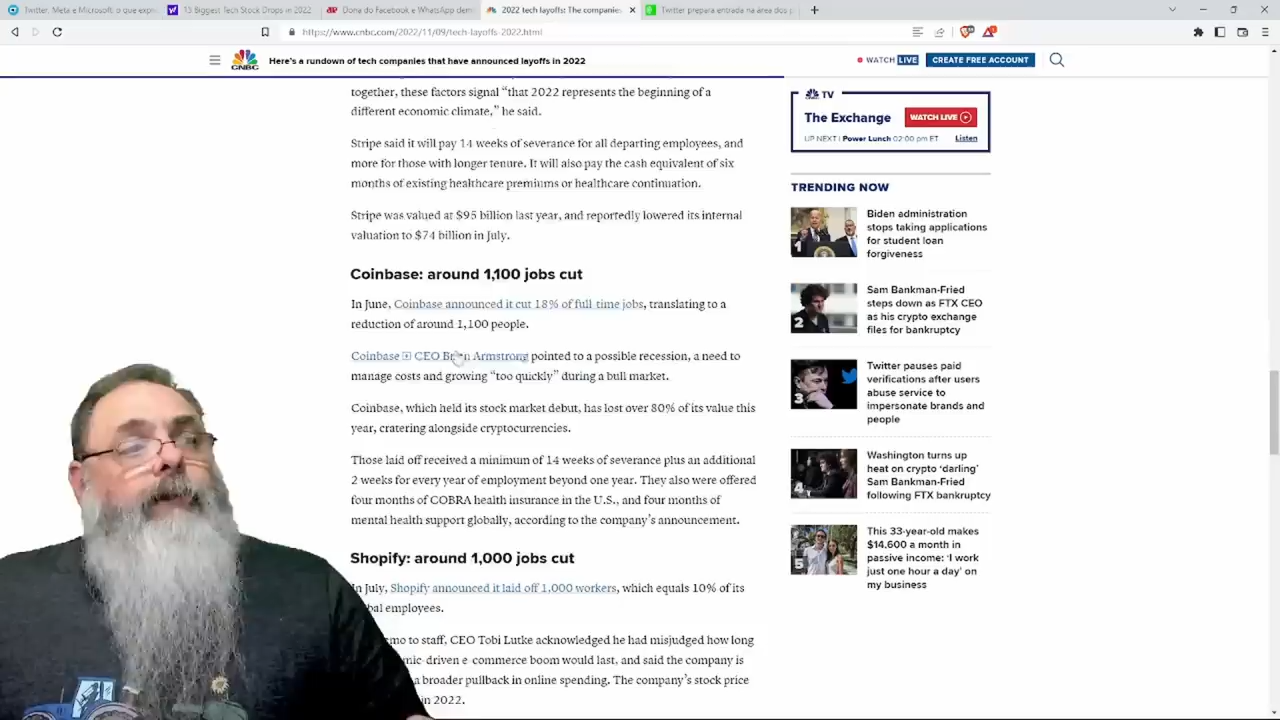 Twitter, Meta e Microsoft: o que expl
13 Biggest Tech Stock Drops in 2022
Dona do Facebook e WhatsApp demi
2022 tech layoffs: The companies
Twitter prepara entrada na área dos p
https://www.cnbc.com/2022/11/09/tech-layoffs-2022.html
CNBC
Here's a rundown of tech companies that have announced layoffs in 2022
WATCH LIVE
CREATE FREE ACCOUNT
together, these factors signal “that 2022 represents the beginning of a
different economic climate,” he said.
Stripe said it will pay 14 weeks of severance for all departing employees, and
more for those with longer tenure. It will also pay the cash equivalent of six
months of existing healthcare premiums or healthcare continuation.
Stripe was valued at $95 billion last year, and reportedly lowered its internal
valuation to $74 billion in July.
Coinbase: around 1,100 jobs cut
In June, Coinbase announced it cut 18% of full-time jobs, translating to a
reduction of around 1,100 people.
Coinbase CEO Brian Armstrong pointed to a possible recession, a need to
manage costs and growing “too quickly” during a bull market.
Coinbase, which held its stock market debut, has lost over 80% of its value this
year, cratering alongside cryptocurrencies.
Those laid off received a minimum of 14 weeks of severance plus an additional
2 weeks for every year of employment beyond one year. They also were offered
four months of COBRA health insurance in the U.S., and four months of
mental health support globally, according to the company’s announcement.
Shopify: around 1,000 jobs cut
In July, Shopify announced it laid off 1,000 workers, which equals 10% of its
employees.
to staff, CEO Tobi Lutke acknowledged he had misjudged how long
driven e-commerce boom would last, and said the company is
a broader pullback in online spending. The company’s stock price
in 2022.
TV
The Exchange
WATCH LIVE
UP NEXT | Power Lunch 02:00 pm ET
Listen
TRENDING NOW
1
Biden administration
stops taking applications
for student loan
forgiveness
2
Sam Bankman-Fried
steps down as FTX CEO
as his crypto exchange
files for bankruptcy
3
Twitter pauses paid
verifications after users
abuse service to
impersonate brands and
people
4
Washington turns up
heat on crypto ‘darling’
Sam Bankman-Fried
following FTX bankruptcy
5
This 33-year-old makes
$14,600 a month in
passive income: ‘I work
just one hour a day’ on
my business